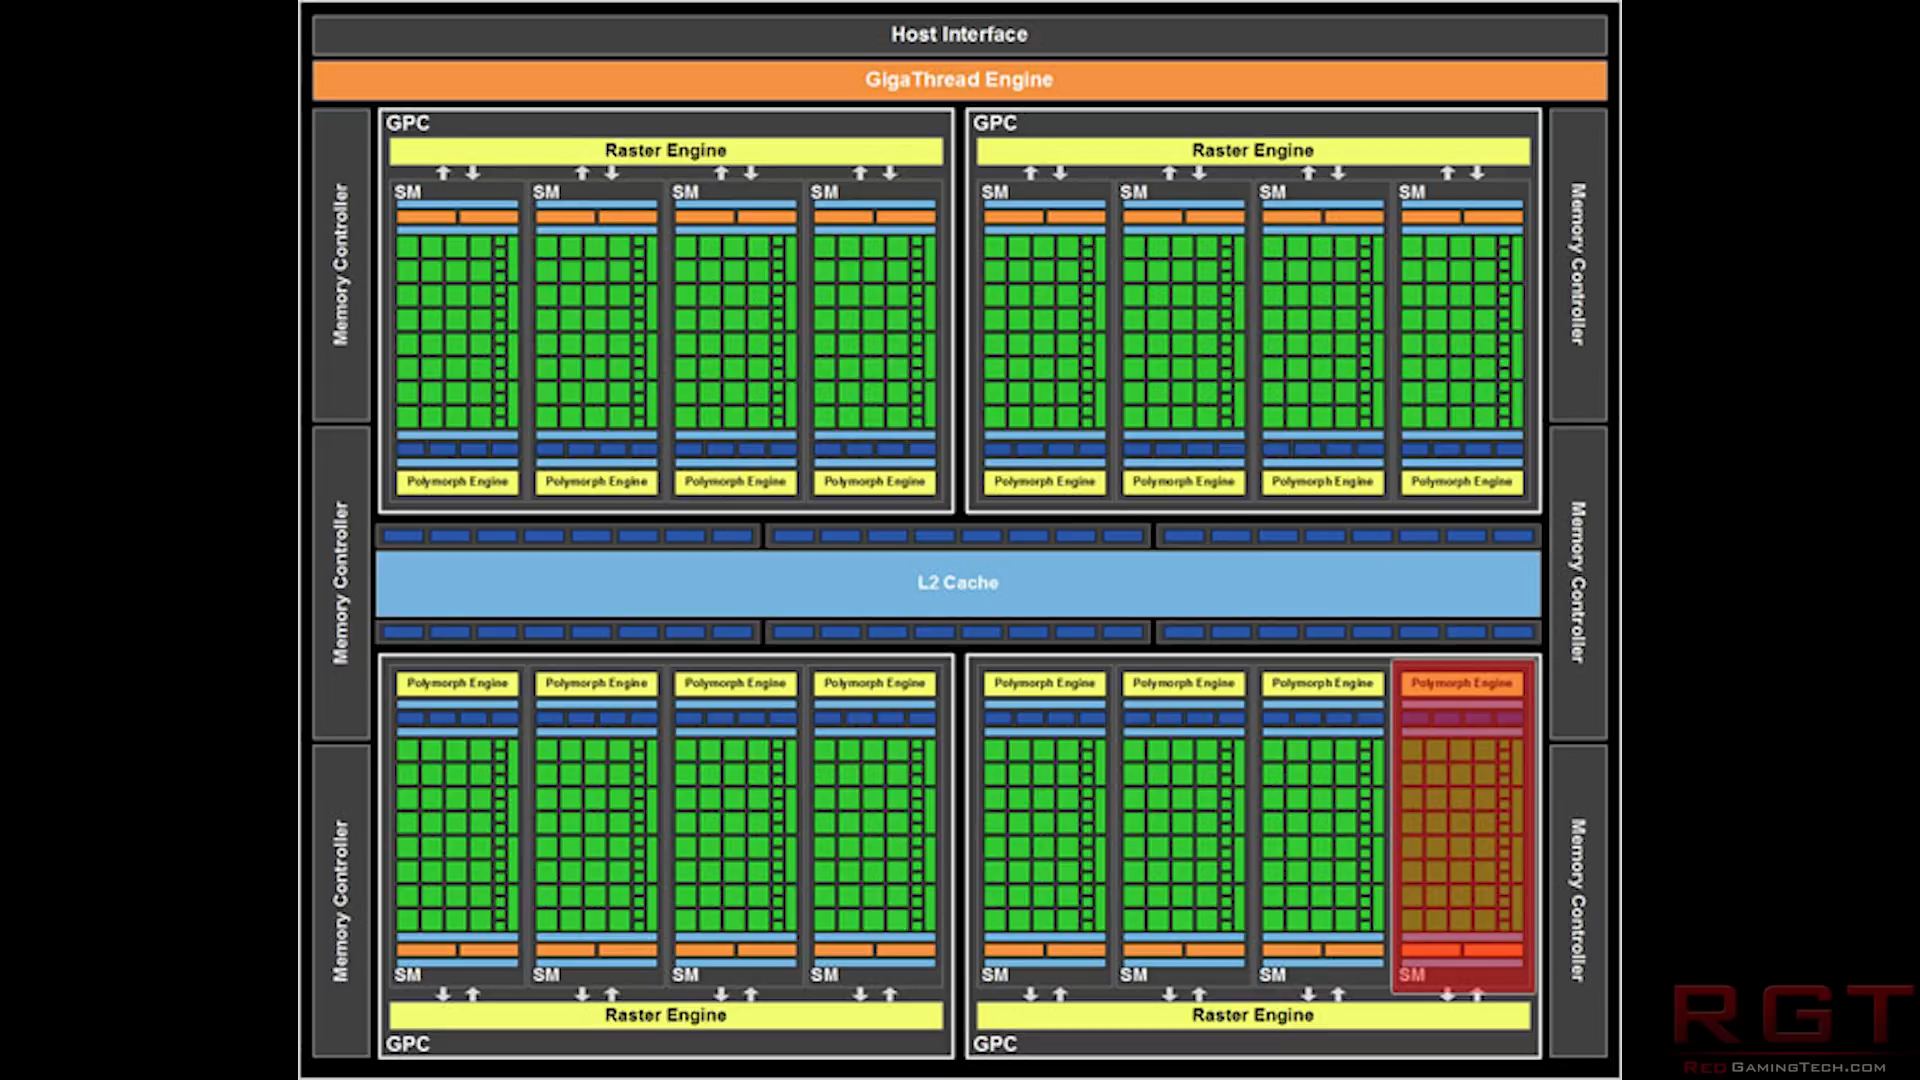 Host Interface
GigaThread Engine
GPC
GPC
Raster Engine
Raster Engine
SM SM SM SM
SM SM SM SM
Memory Controller
Memory Controller
Polymorph Engine Polymorph Engine Polymorph Engine Polymorph Engine
Polymorph Engine Polymorph Engine Polymorph Engine Polymorph Engine
Memory Controller
L2 Cache
Memory Controller
Polymorph Engine Polymorph Engine Polymorph Engine Polymorph Engine
Polymorph Engine Polymorph Engine Polymorph Engine Polymorph Engine
Memory Controller
Memory Controller
SM SM SM SM
SM SM SM SM
Raster Engine
Raster Engine
GPC
GPC
RGT
REDGAMINGTECH.COM